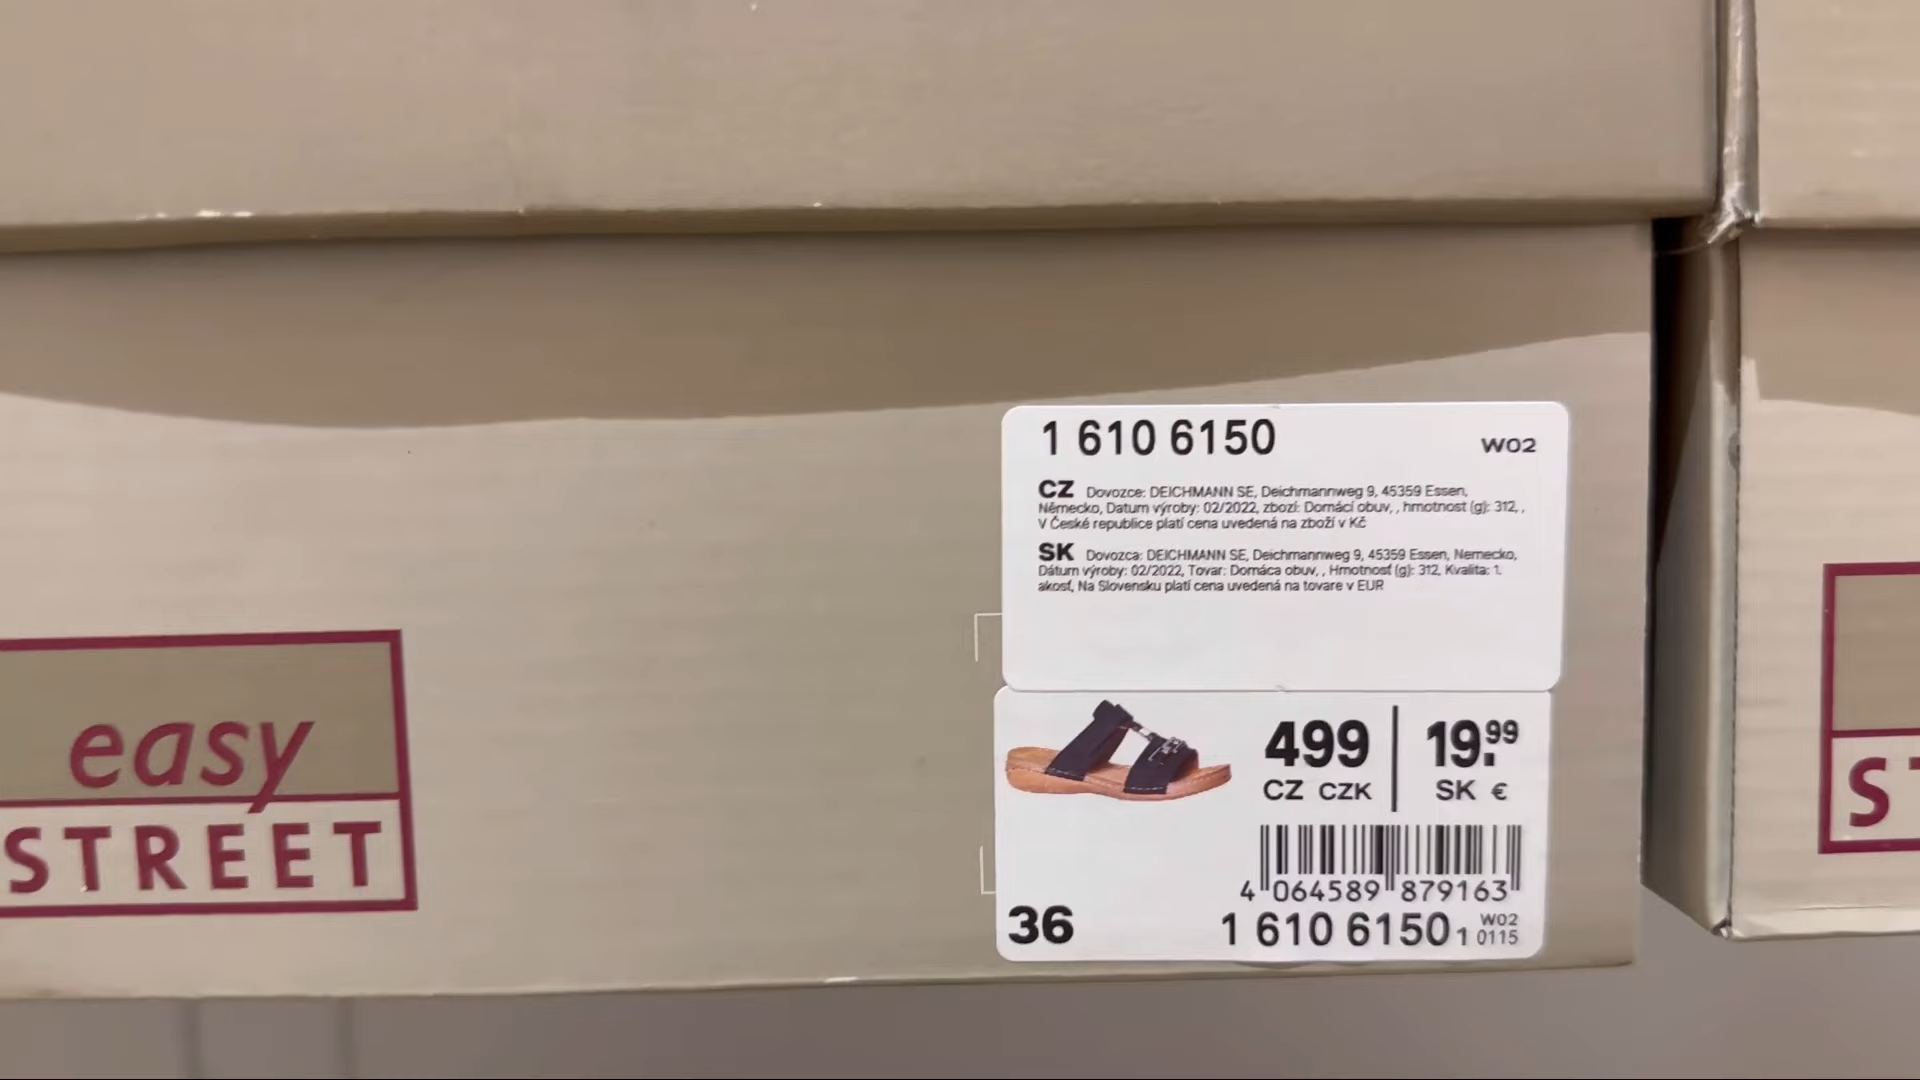 1 610 6150 W02
CZ Dovozce: DEICHMANN SE, Deichmannweg 9, 45359 Essen,
Německo, Datum výroby: 02/2022, zbozí: Domácí obuv, , hmotnost (g): 312, ,
V České republice platí cena uvedená na zboží v Kč
SK Dovozca: DEICHMANN SE, Deichmannweg 9, 45359 Essen, Nemecko,
Dátum výroby: 02/2022, Tovar: Domáca obuv, , Hmotnosť (g): 312, Kvalita: 1.
akosť, Na Slovensku platí cena uvedená na tovare v EUR
499 19.99
CZ CZK SK €
4 064589 879163
36 1 610 6150 1 W02
0115
easy
STREET
ST